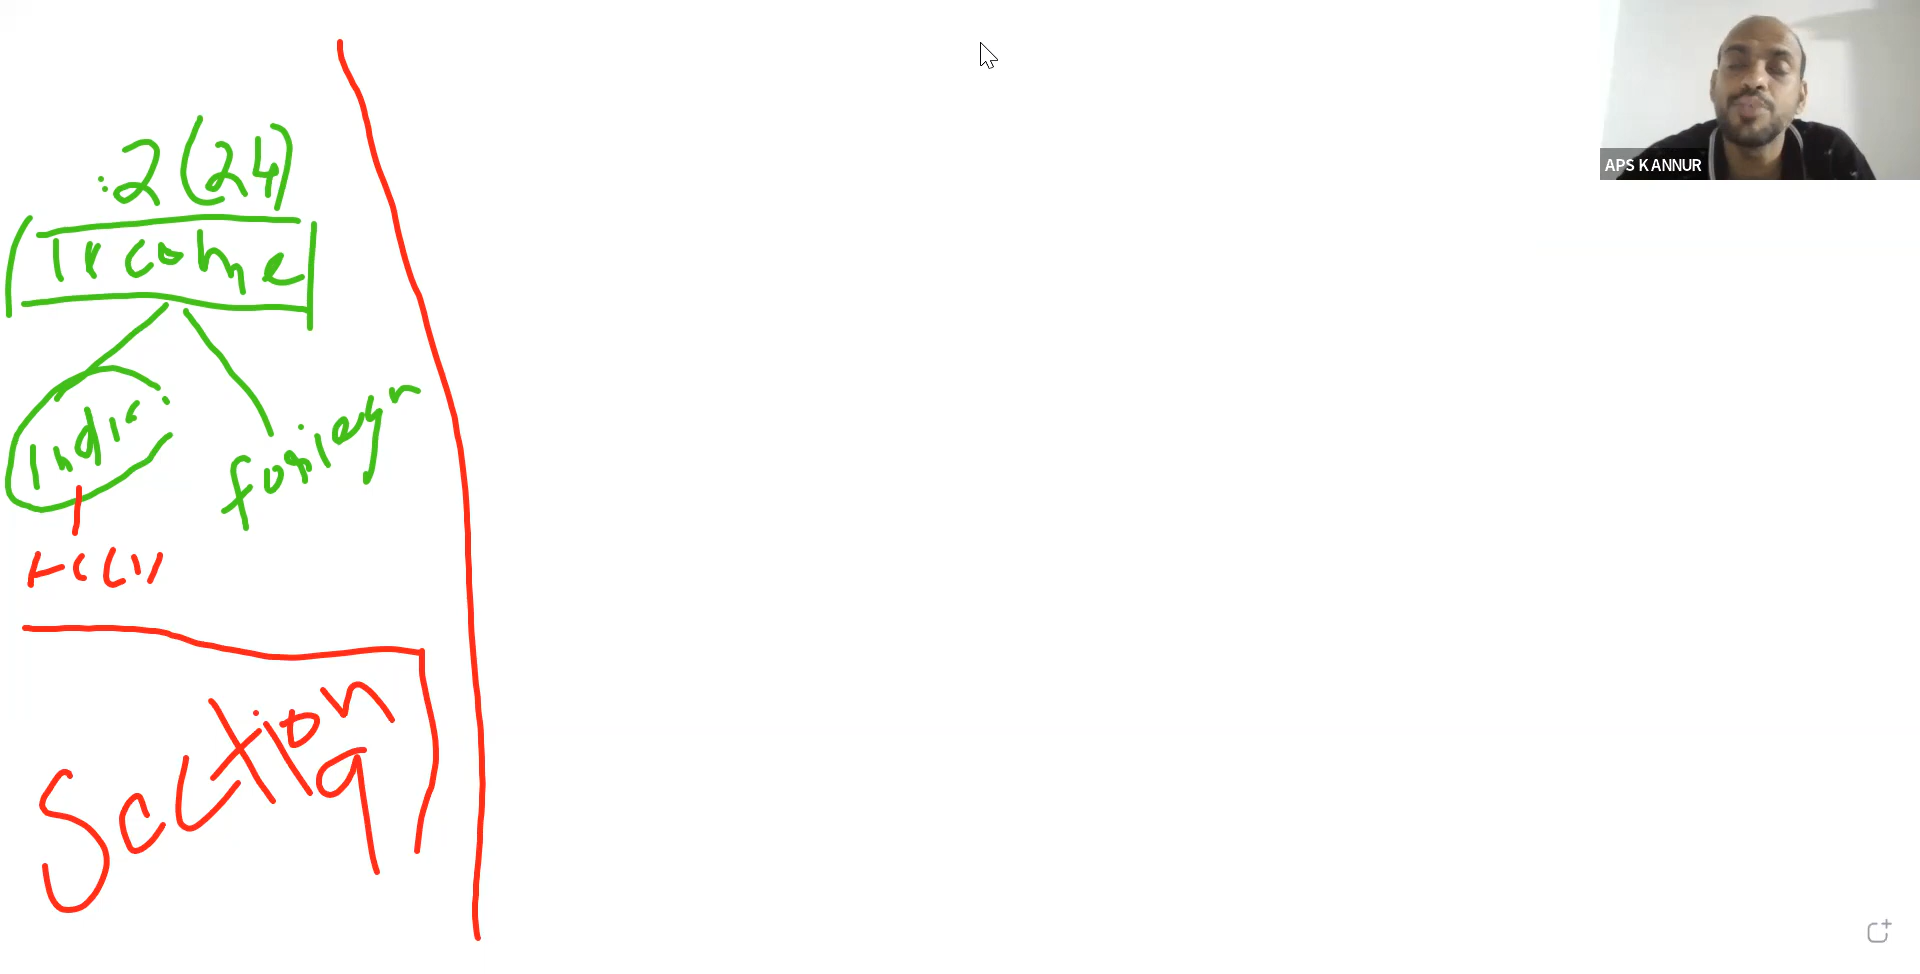 :2 (24)
Income
India
foriegn
Section
9
APS KANNUR